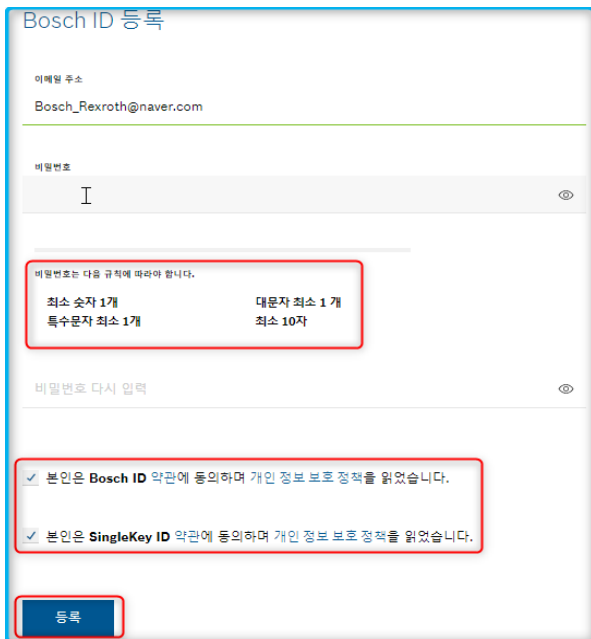 Bosch ID 등록
이메일 주소
Bosch_Rexroth@naver.com
비밀번호
비밀번호는 다음 규칙에 따라야 합니다.
최소 숫자 1개 대문자 최소 1 개
특수문자 최소 1개 최소 10자
비밀번호 다시 입력
본인은 Bosch ID 약관에 동의하며 개인 정보 보호 정책을 읽었습니다.
본인은 SingleKey ID 약관에 동의하며 개인 정보 보호 정책을 읽었습니다.
등록